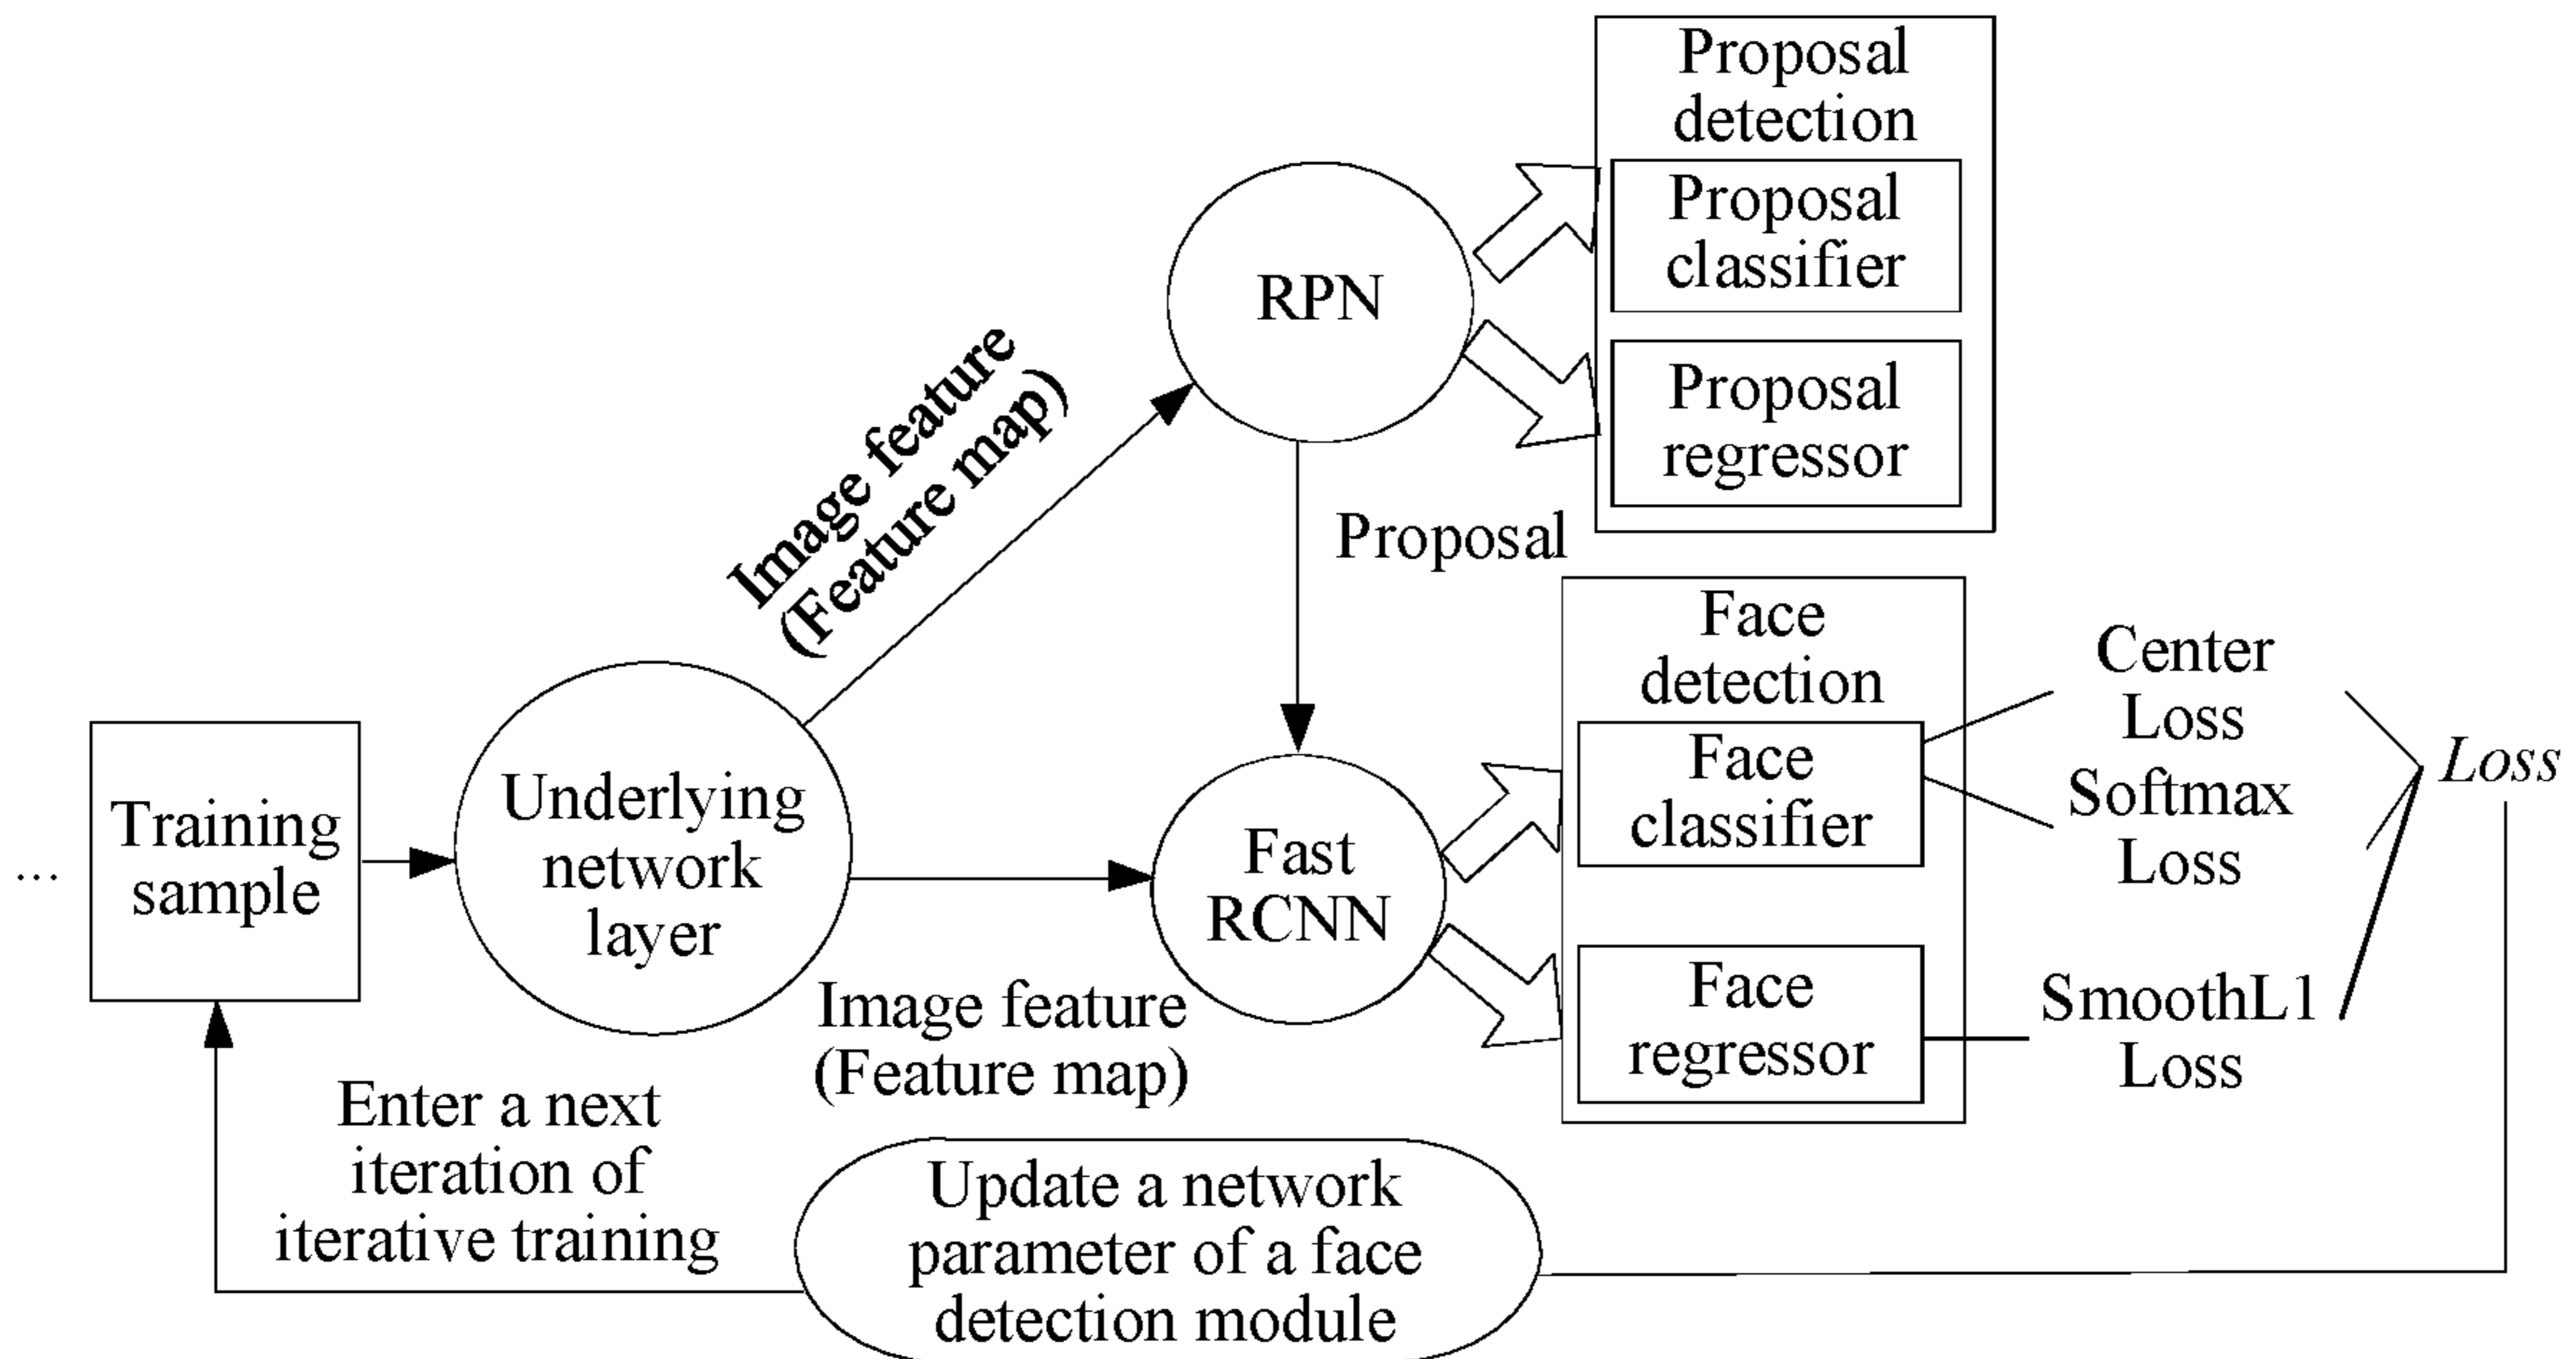 Proposal
detection
Proposal
classifier
Proposal
regressor
RPN
Image feature
(Feature map)
Proposal
Face
detection
Face
classifier
Face
regressor
Center
Loss
Softmax
Loss
SmoothL1
Loss
Loss
...
Training
sample
Underlying
network
layer
Fast
RCNN
Image feature
(Feature map)
Enter a next
iteration of
iterative training
Update a network
parameter of a face
detection module